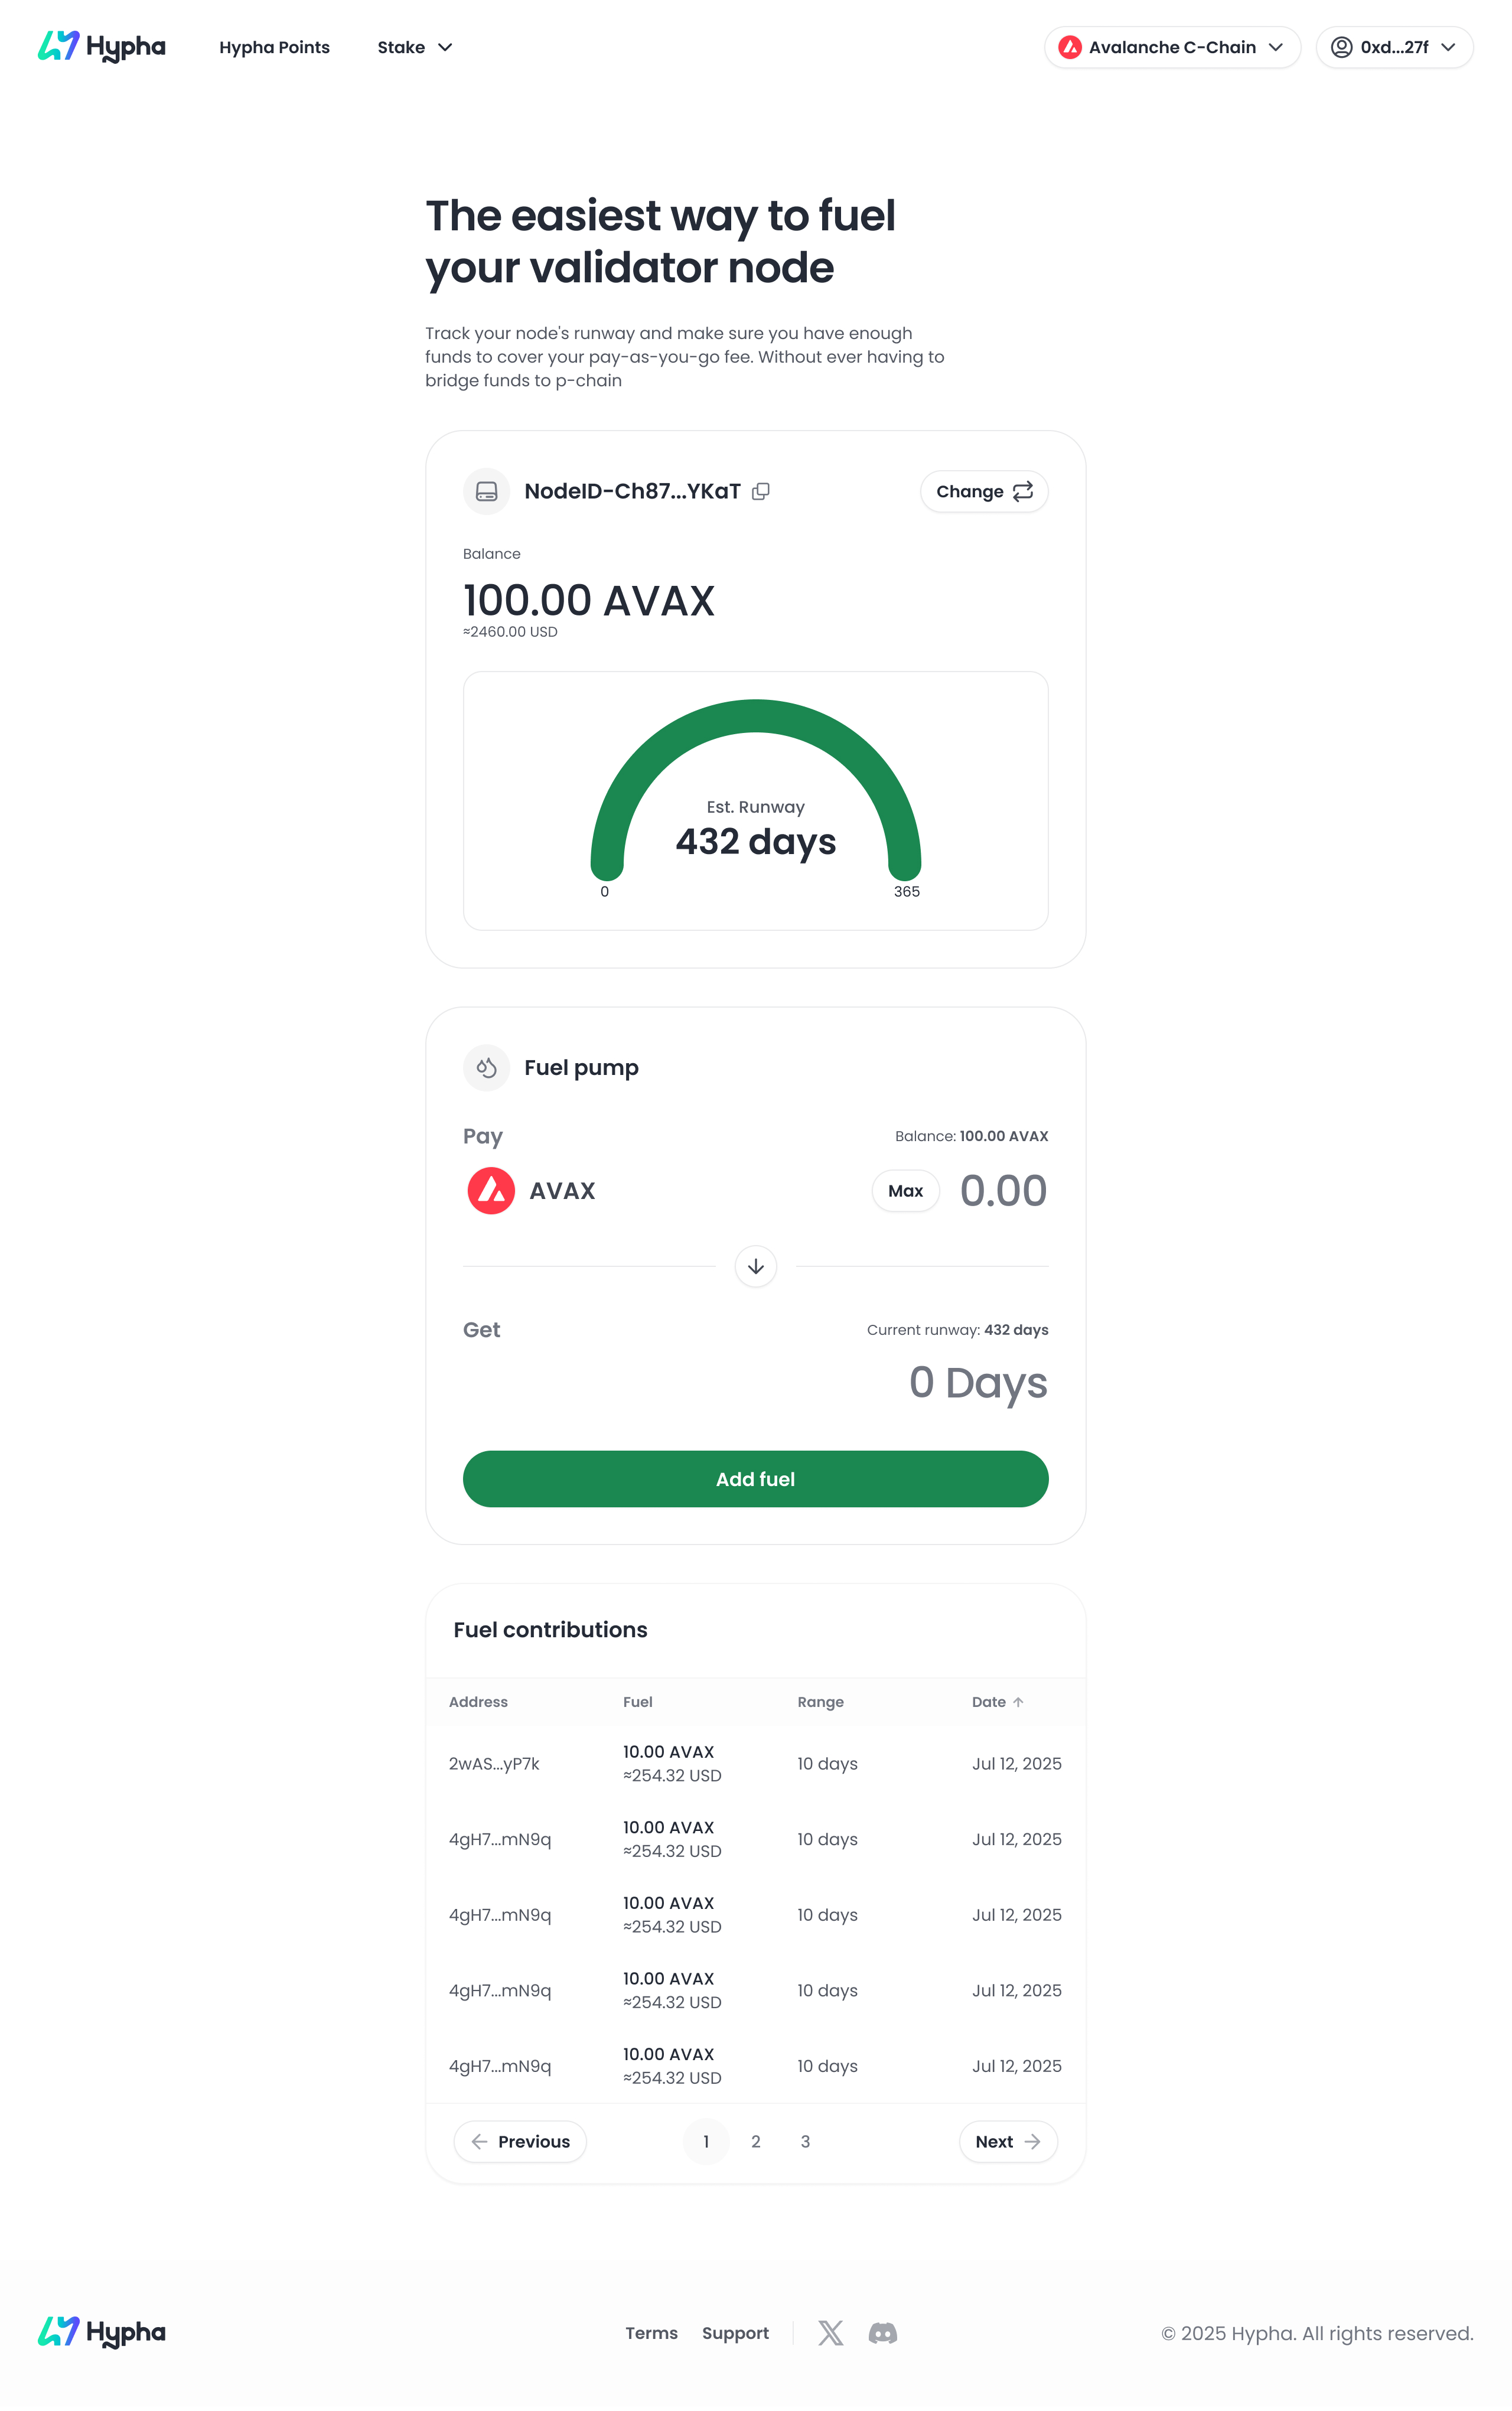 Hypha
Hypha Points
Stake
Avalanche C-Chain
0xd...27f
The easiest way to fuel
your validator node
Track your node's runway and make sure you have enough
funds to cover your pay-as-you-go fee. Without ever having to
bridge funds to p-chain
NodeID-Ch87...YKaT
Change
Balance
100.00 AVAX
≈2460.00 USD
Est. Runway
432 days
0
365
Fuel pump
Pay
Balance: 100.00 AVAX
AVAX
Max
0.00
Get
Current runway: 432 days
0 Days
Add fuel
Fuel contributions
Address
Fuel
Range
Date
2wAS...yP7k
10.00 AVAX
≈254.32 USD
10 days
Jul 12, 2025
4gH7...mN9q
10.00 AVAX
≈254.32 USD
10 days
Jul 12, 2025
4gH7...mN9q
10.00 AVAX
≈254.32 USD
10 days
Jul 12, 2025
4gH7...mN9q
10.00 AVAX
≈254.32 USD
10 days
Jul 12, 2025
4gH7...mN9q
10.00 AVAX
≈254.32 USD
10 days
Jul 12, 2025
Previous
1
2
3
Next
Hypha
Terms
Support
© 2025 Hypha. All rights reserved.